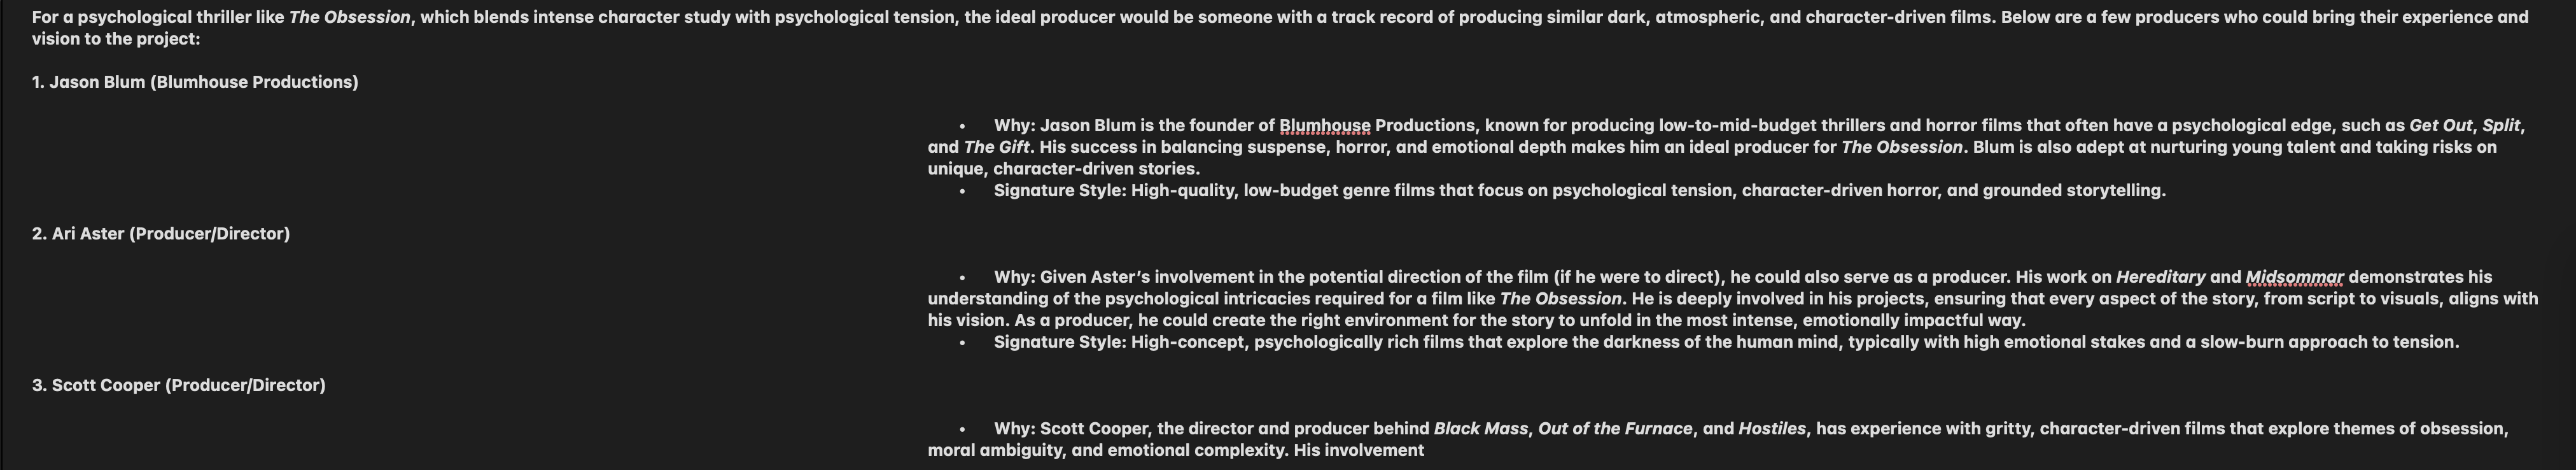 For a psychological thriller like The Obsession, which blends intense character study with psychological tension, the ideal producer would be someone with a track record of producing similar dark, atmospheric, and character-driven films. Below are a few producers who could bring their experience and
vision to the project:
1. Jason Blum (Blumhouse Productions)
• Why: Jason Blum is the founder of Blumhouse Productions, known for producing low-to-mid-budget thrillers and horror films that often have a psychological edge, such as Get Out, Split,
and The Gift. His success in balancing suspense, horror, and emotional depth makes him an ideal producer for The Obsession. Blum is also adept at nurturing young talent and taking risks on
unique, character-driven stories.
• Signature Style: High-quality, low-budget genre films that focus on psychological tension, character-driven horror, and grounded storytelling.
2. Ari Aster (Producer/Director)
• Why: Given Aster’s involvement in the potential direction of the film (if he were to direct), he could also serve as a producer. His work on Hereditary and Midsommar demonstrates his
understanding of the psychological intricacies required for a film like The Obsession. He is deeply involved in his projects, ensuring that every aspect of the story, from script to visuals, aligns with
his vision. As a producer, he could create the right environment for the story to unfold in the most intense, emotionally impactful way.
• Signature Style: High-concept, psychologically rich films that explore the darkness of the human mind, typically with high emotional stakes and a slow-burn approach to tension.
3. Scott Cooper (Producer/Director)
• Why: Scott Cooper, the director and producer behind Black Mass, Out of the Furnace, and Hostiles, has experience with gritty, character-driven films that explore themes of obsession,
moral ambiguity, and emotional complexity. His involvement